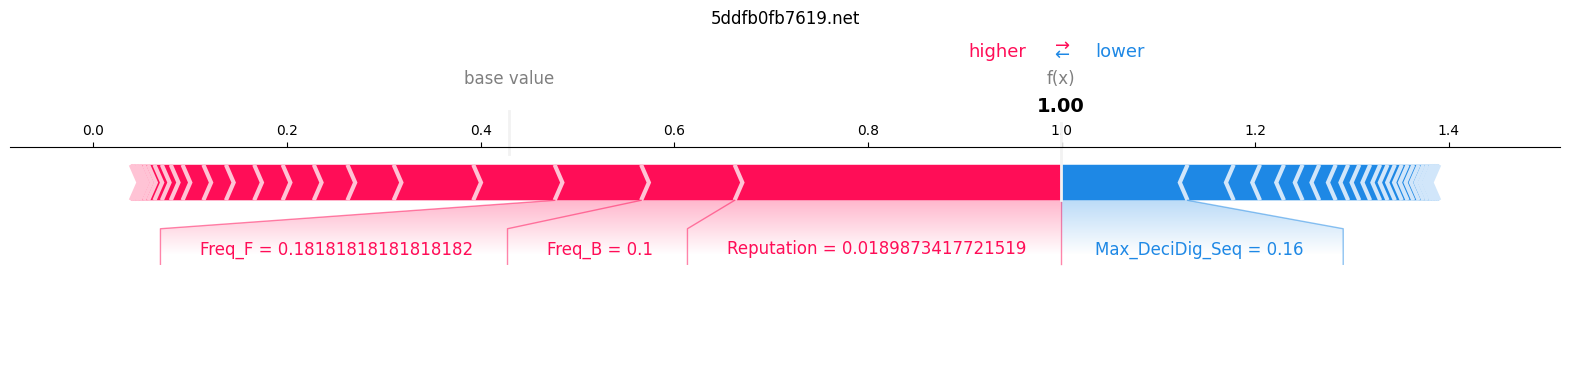 5ddfb0fb7619.net
higher ⇄ lower
base value
f(x)
1.00
0.0 0.2 0.4 0.6 0.8 1.0 1.2 1.4
Freq_F = 0.18181818181818182
Freq_B = 0.1
Reputation = 0.0189873417721519
Max_DeciDig_Seq = 0.16